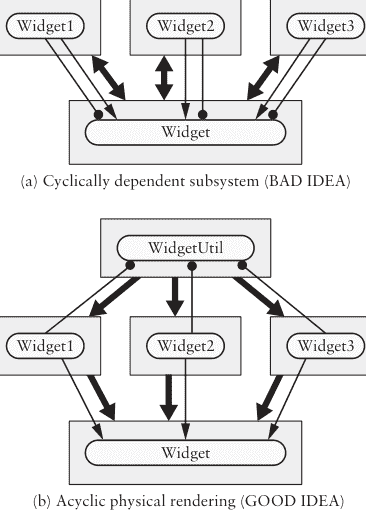 Widget1 Widget2 Widget3
Widget
(a) Cyclically dependent subsystem (BAD IDEA)
WidgetUtil
Widget1 Widget2 Widget3
Widget
(b) Acyclic physical rendering (GOOD IDEA)